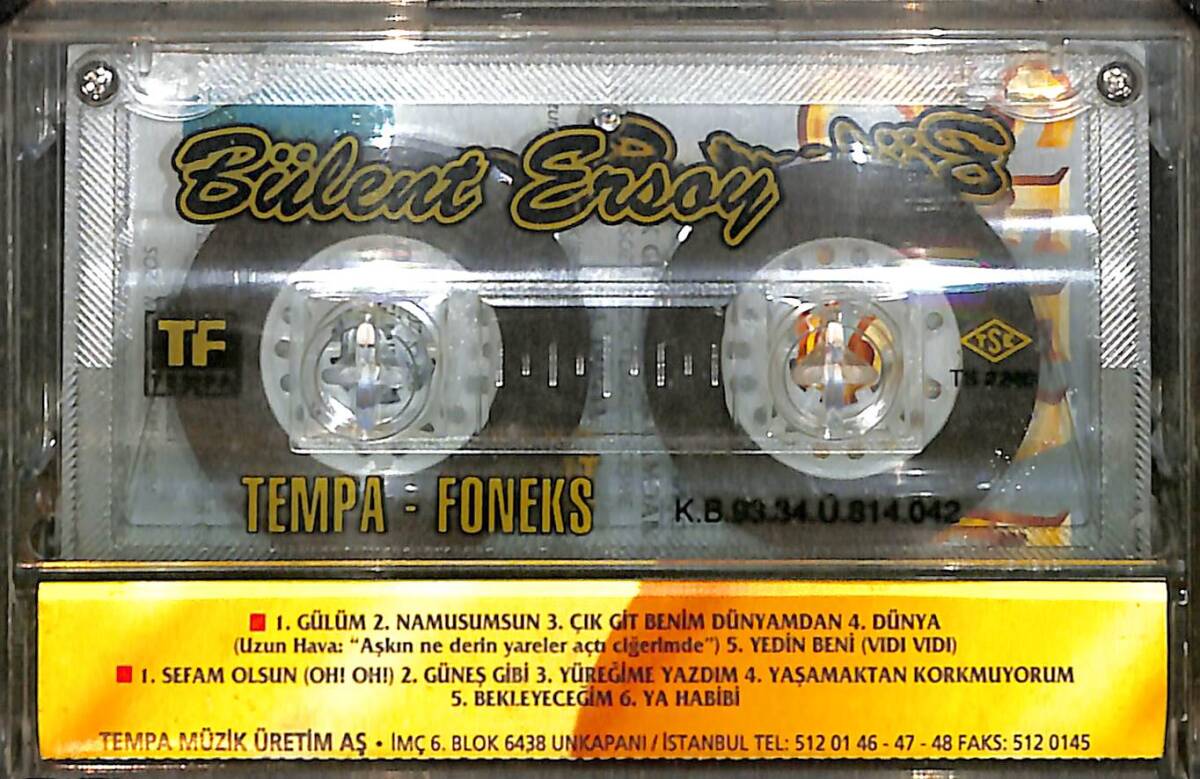 Bülent Ersoy
TF
TEMPA
TSE
TEMPA - FONEKS
K.B.93.34.Ü.814.042
■ 1. GÜLÜM 2. NAMUSUMSUN 3. ÇIK GİT BENİM DÜNYAMDAN 4. DÜNYA
(Uzun Hava: "Aşkın ne derin yareler açtı ciğerimde") 5. YEDİN BENİ (VIDI VIDI)
■ 1. SEFAM OLSUN (OH! OH!) 2. GÜNEŞ GİBİ 3. YÜREĞİME YAZDIM 4. YAŞAMAKTAN KORKMUYORUM
5. BEKLEYECEĞİM 6. YA HABİBİ
TEMPA MÜZİK ÜRETİM AŞ • İMÇ 6. BLOK 6438 UNKAPANI / İSTANBUL TEL: 512 01 46 - 47 - 48 FAKS: 512 0145